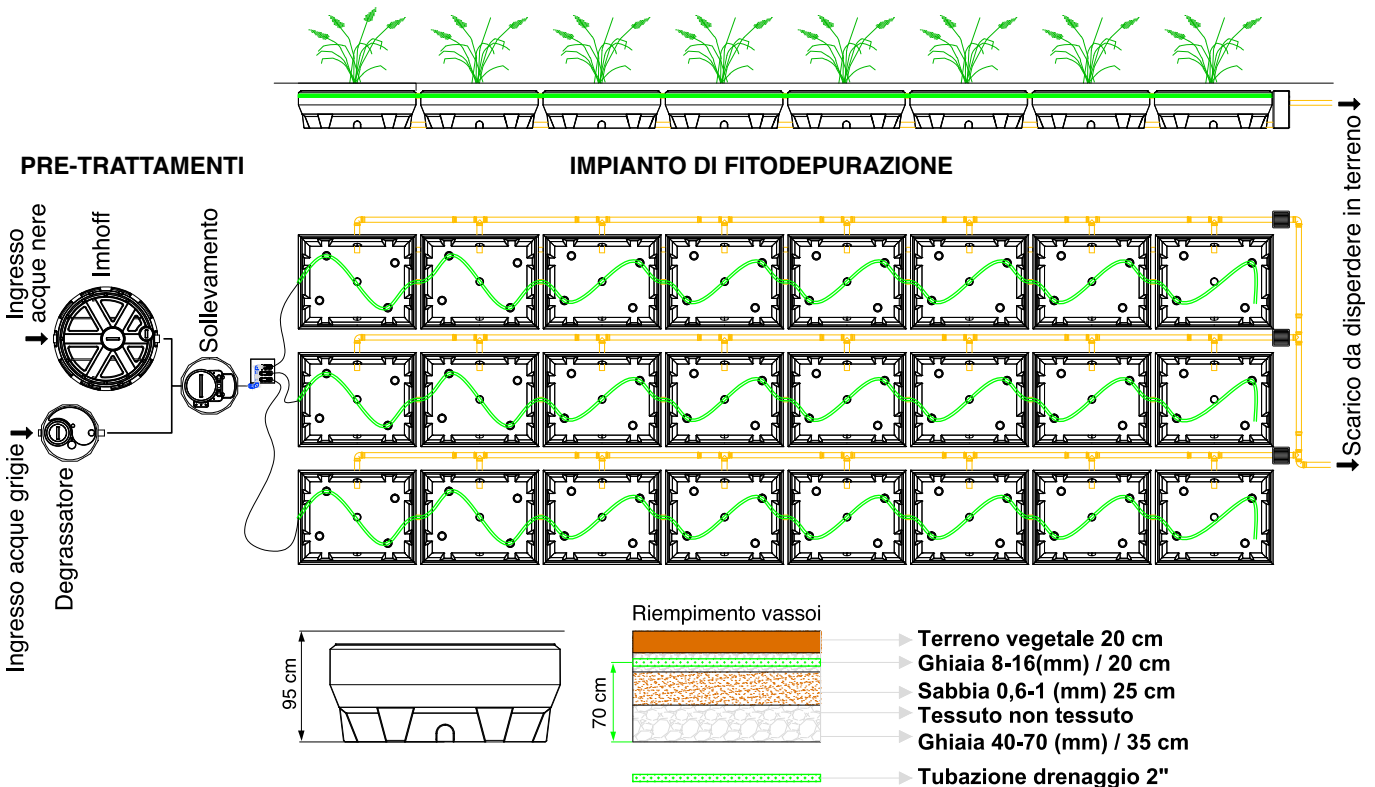 PRE-TRATTAMENTI
IMPIANTO DI FITODEPURAZIONE
Ingresso
acque nere
Imhoff
Sollevamento
Ingresso acque grigie
Degrassatore
Scarico da disperdere in terreno
95 cm
Riempimento vassoi
70 cm
Terreno vegetale 20 cm
Ghiaia 8-16(mm) / 20 cm
Sabbia 0,6-1 (mm) 25 cm
Tessuto non tessuto
Ghiaia 40-70 (mm) / 35 cm
Tubazione drenaggio 2"